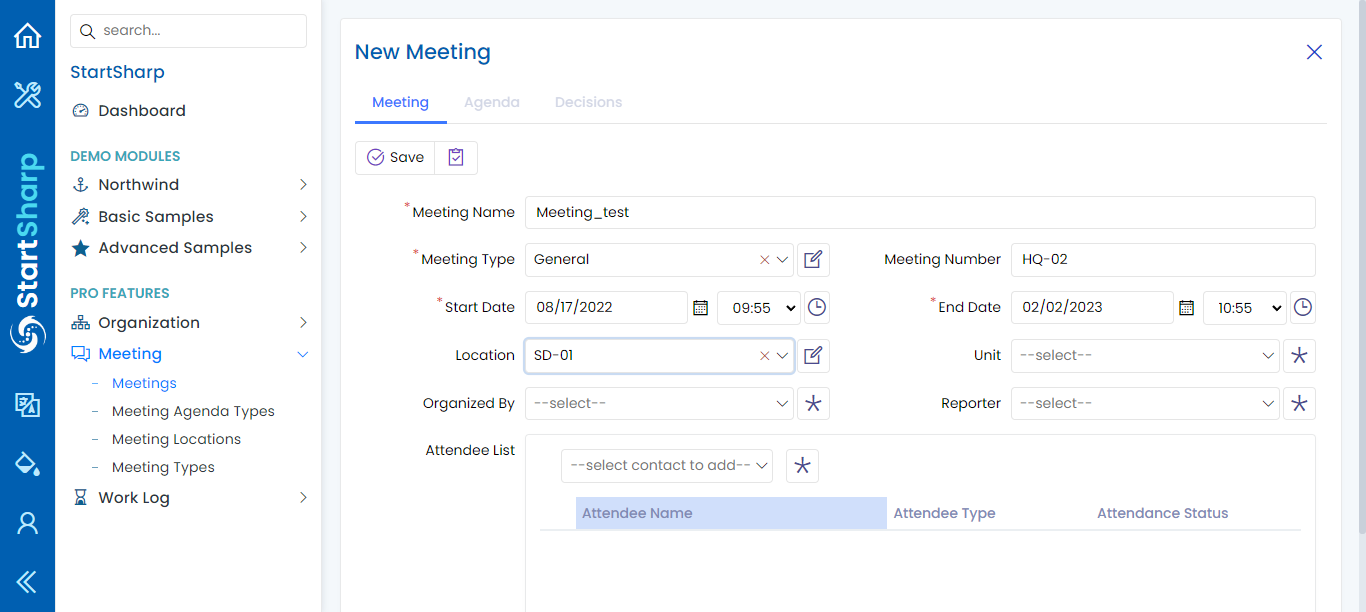 StartSharp
search...
StartSharp
Dashboard
DEMO MODULES
Northwind
Basic Samples
Advanced Samples
PRO FEATURES
Organization
Meeting
Meetings
Meeting Agenda Types
Meeting Locations
Meeting Types
Work Log
New Meeting
Meeting Agenda Decisions
Save
*Meeting Name Meeting_test
*Meeting Type General Meeting Number HQ-02
*Start Date 08/17/2022 09:55 *End Date 02/02/2023 10:55
Location SD-01 Unit --select--
Organized By --select-- Reporter --select--
Attendee List
--select contact to add--
Attendee Name Attendee Type Attendance Status